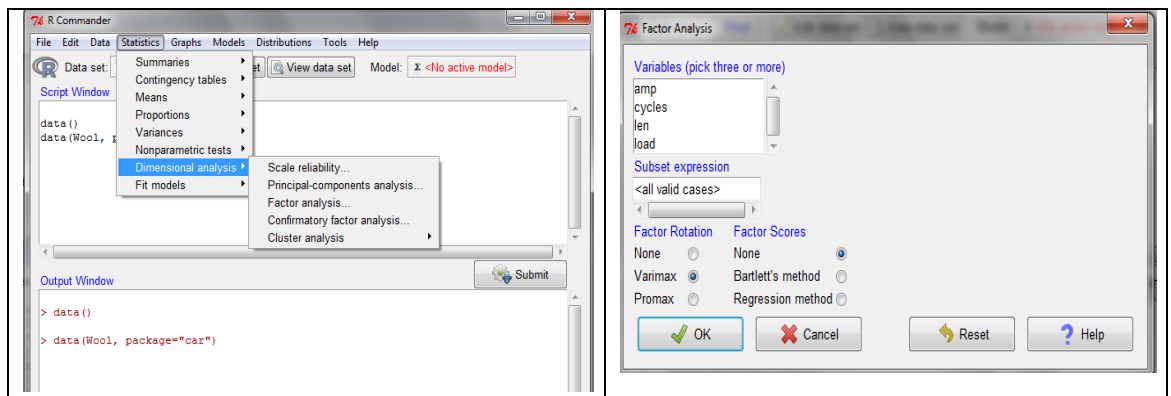 R Commander
File Edit Data Statistics Graphs Models Distributions Tools Help
Data set: et View data set Model: Σ <No active model>
Script Window
data()
data(Wool, p
Summaries
Contingency tables
Means
Proportions
Variances
Nonparametric tests
Dimensional analysis
Fit models
Scale reliability...
Principal-components analysis...
Factor analysis...
Confirmatory factor analysis...
Cluster analysis
Submit
Output Window
> data()
> data(Wool, package="car")
Factor Analysis
Variables (pick three or more)
amp
cycles
len
load
Subset expression
<all valid cases>
Factor Rotation Factor Scores
None None
Varimax Bartlett's method
Promax Regression method
OK Cancel Reset Help